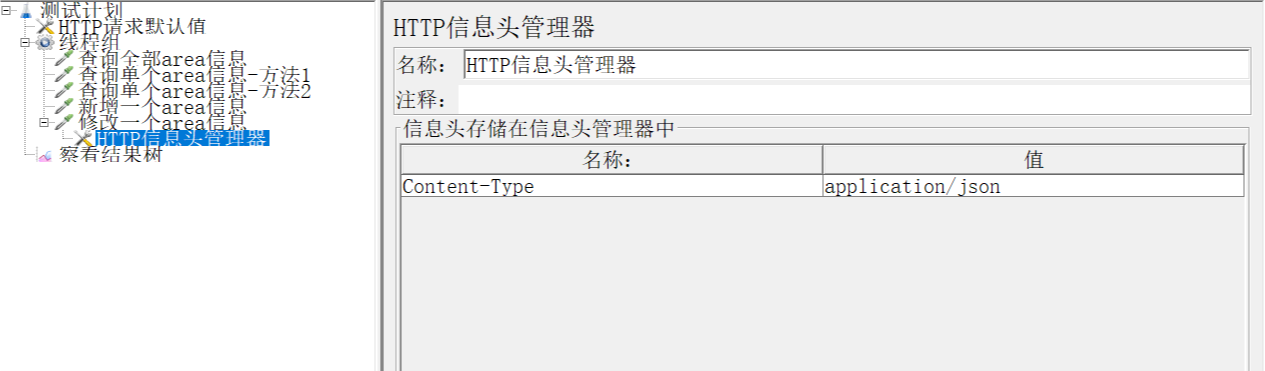 测试计划
HTTP请求默认值
线程组
查询全部area信息
查询单个area信息-方法1
查询单个area信息-方法2
新增一个area信息
修改一个area信息
HTTP信息头管理器
察看结果树
HTTP信息头管理器
名称： HTTP信息头管理器
注释：
信息头存储在信息头管理器中
名称： 值
Content-Type application/json